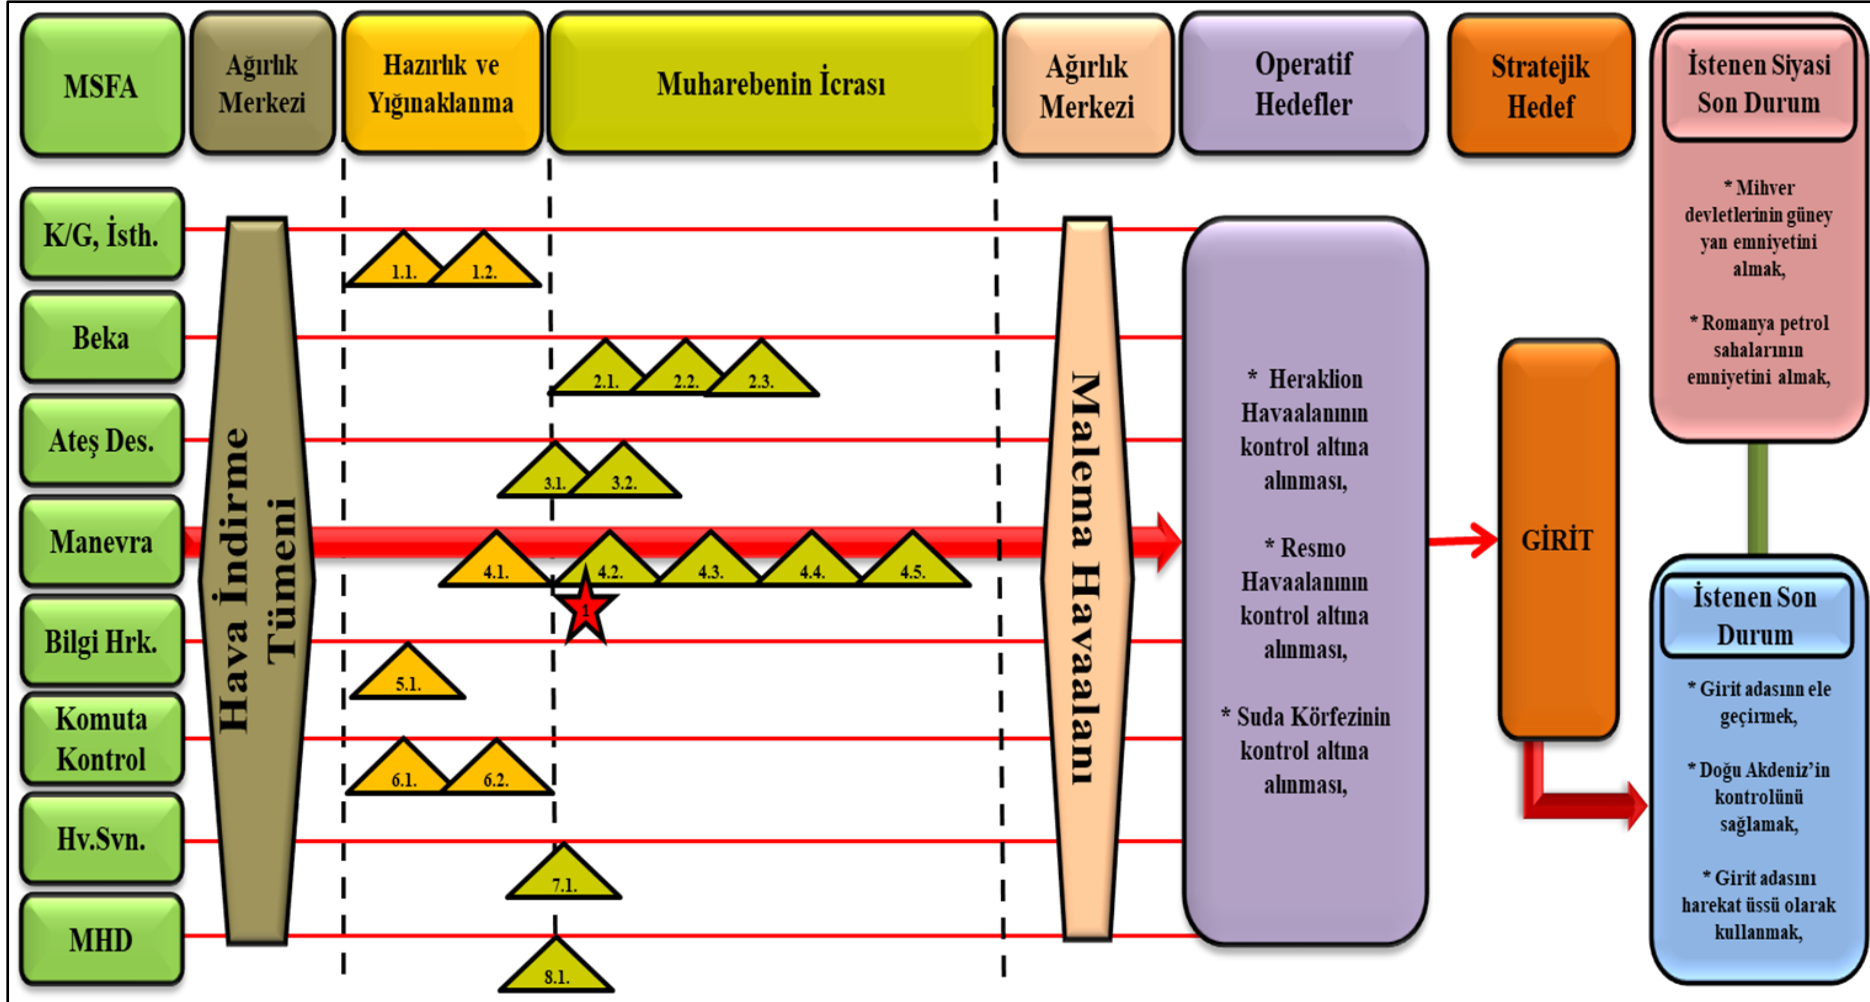 MSFA
Ağırlık
Merkezi
Hazırlık ve
Yığınaklanma
Muharebenin İcrası
Ağırlık
Merkezi
Operatif
Hedefler
Stratejik
Hedef
İstenen Siyasi
Son Durum
* Mihver
devletlerinin güney
yan emniyetini
almak,
* Romanya petrol
sahalarının
emniyetini almak,
K/G, İsth.
1.1.
1.2.
Beka
2.1.
2.2.
2.3.
Ateş Des.
3.1.
3.2.
Manevra
4.1.
4.2.
4.3.
4.4.
4.5.
1
Bilgi Hrk.
5.1.
Komuta
Kontrol
6.1.
6.2.
Hv.Svn.
7.1.
MHD
8.1.
Hava İndirme
Tümeni
Malema Havaalanı
* Heraklion
Havaalanının
kontrol altına
alınması,
* Resmo
Havaalanının
kontrol altına
alınması,
* Suda Körfezinin
kontrol altına
alınması,
GİRİT
İstenen Son
Durum
* Girit adasınn ele
geçirmek,
* Doğu Akdeniz’in
kontrolünü
sağlamak,
* Girit adasını
harekat üssü olarak
kullanmak,